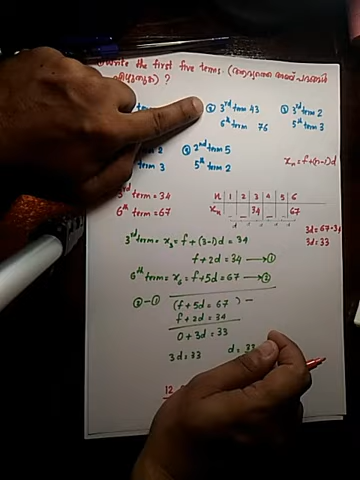 Write the first five terms. (ആദ്യത്തെ അഞ്ച് പദങ്ങൾ
എഴുതുക) ?
② 3rd term 43
6th term 76
③ 3rd term 2
5th term 3
term 2
term 3
⑤ 2nd term 5
5th term 2
xn = f+(n-1)d
3rd term = 34
6th term = 67
n 1 2 3 4 5 6
xn 34 67
3d = 67-34
3d = 33
3rd term = x3 = f+(3-1)d = 34
f+2d = 34 → ①
6th term = x6 = f+5d = 67 → ②
② - ①
(f+5d = 67 ) -
f+2d = 34
0 + 3d = 33
3d = 33 d = 33
12